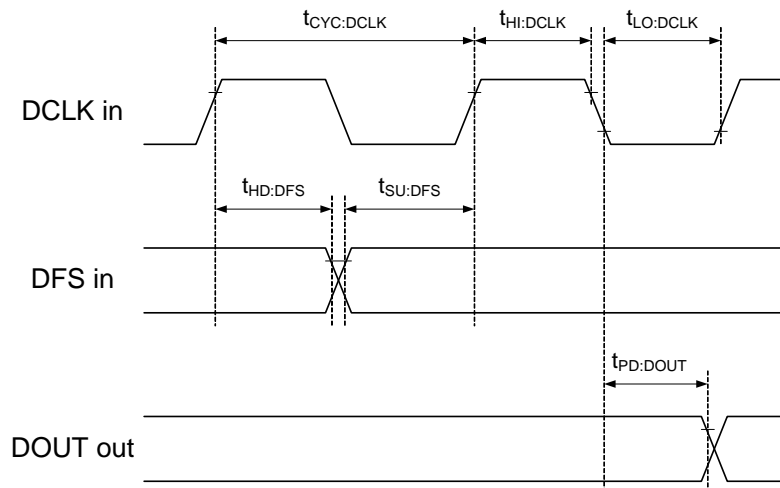 tCYC:DCLK
tHI:DCLK
tLO:DCLK
DCLK in
tHD:DFS
tSU:DFS
DFS in
tPD:DOUT
DOUT out